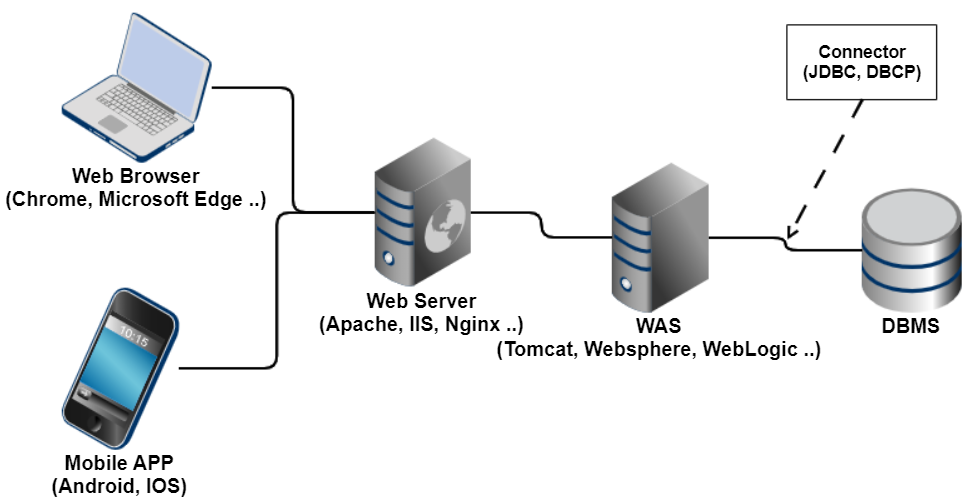 Connector
(JDBC, DBCP)
Web Browser
(Chrome, Microsoft Edge ..)
Web Server
(Apache, IIS, Nginx ..)
WAS
(Tomcat, Websphere, WebLogic ..)
DBMS
10:15
Mobile APP
(Android, IOS)